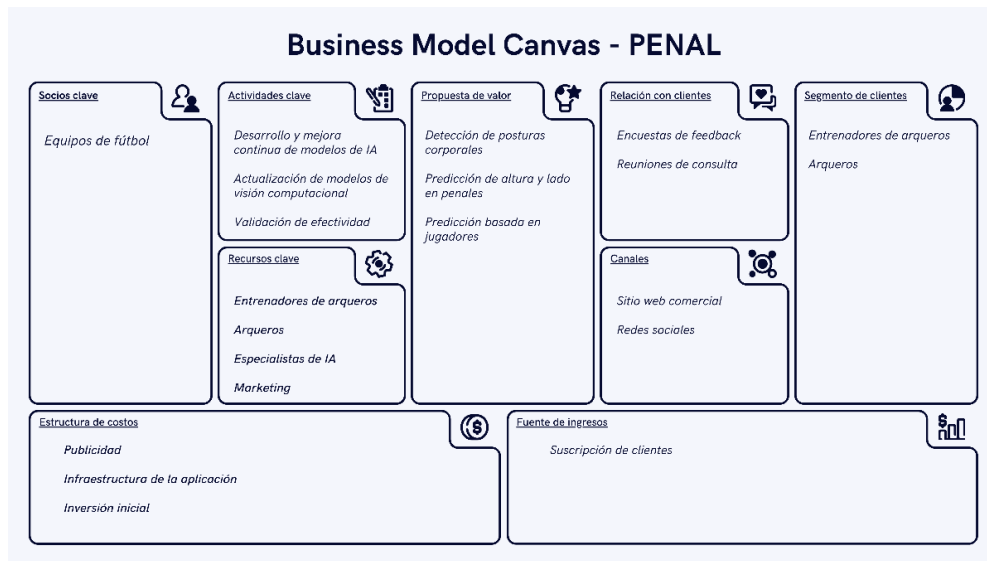 Business Model Canvas - PENAL
Socios clave
Equipos de fútbol
Actividades clave
Desarrollo y mejora
continua de modelos de IA
Actualización de modelos de
visión computacional
Validación de efectividad
Recursos clave
Entrenadores de arqueros
Arqueros
Especialistas de IA
Marketing
Propuesta de valor
Detección de posturas
corporales
Predicción de altura y lado
en penales
Predicción basada en
jugadores
Relación con clientes
Encuestas de feedback
Reuniones de consulta
Canales
Sitio web comercial
Redes sociales
Segmento de clientes
Entrenadores de arqueros
Arqueros
Estructura de costos
Publicidad
Infraestructura de la aplicación
Inversión inicial
Fuente de ingresos
Suscripción de clientes